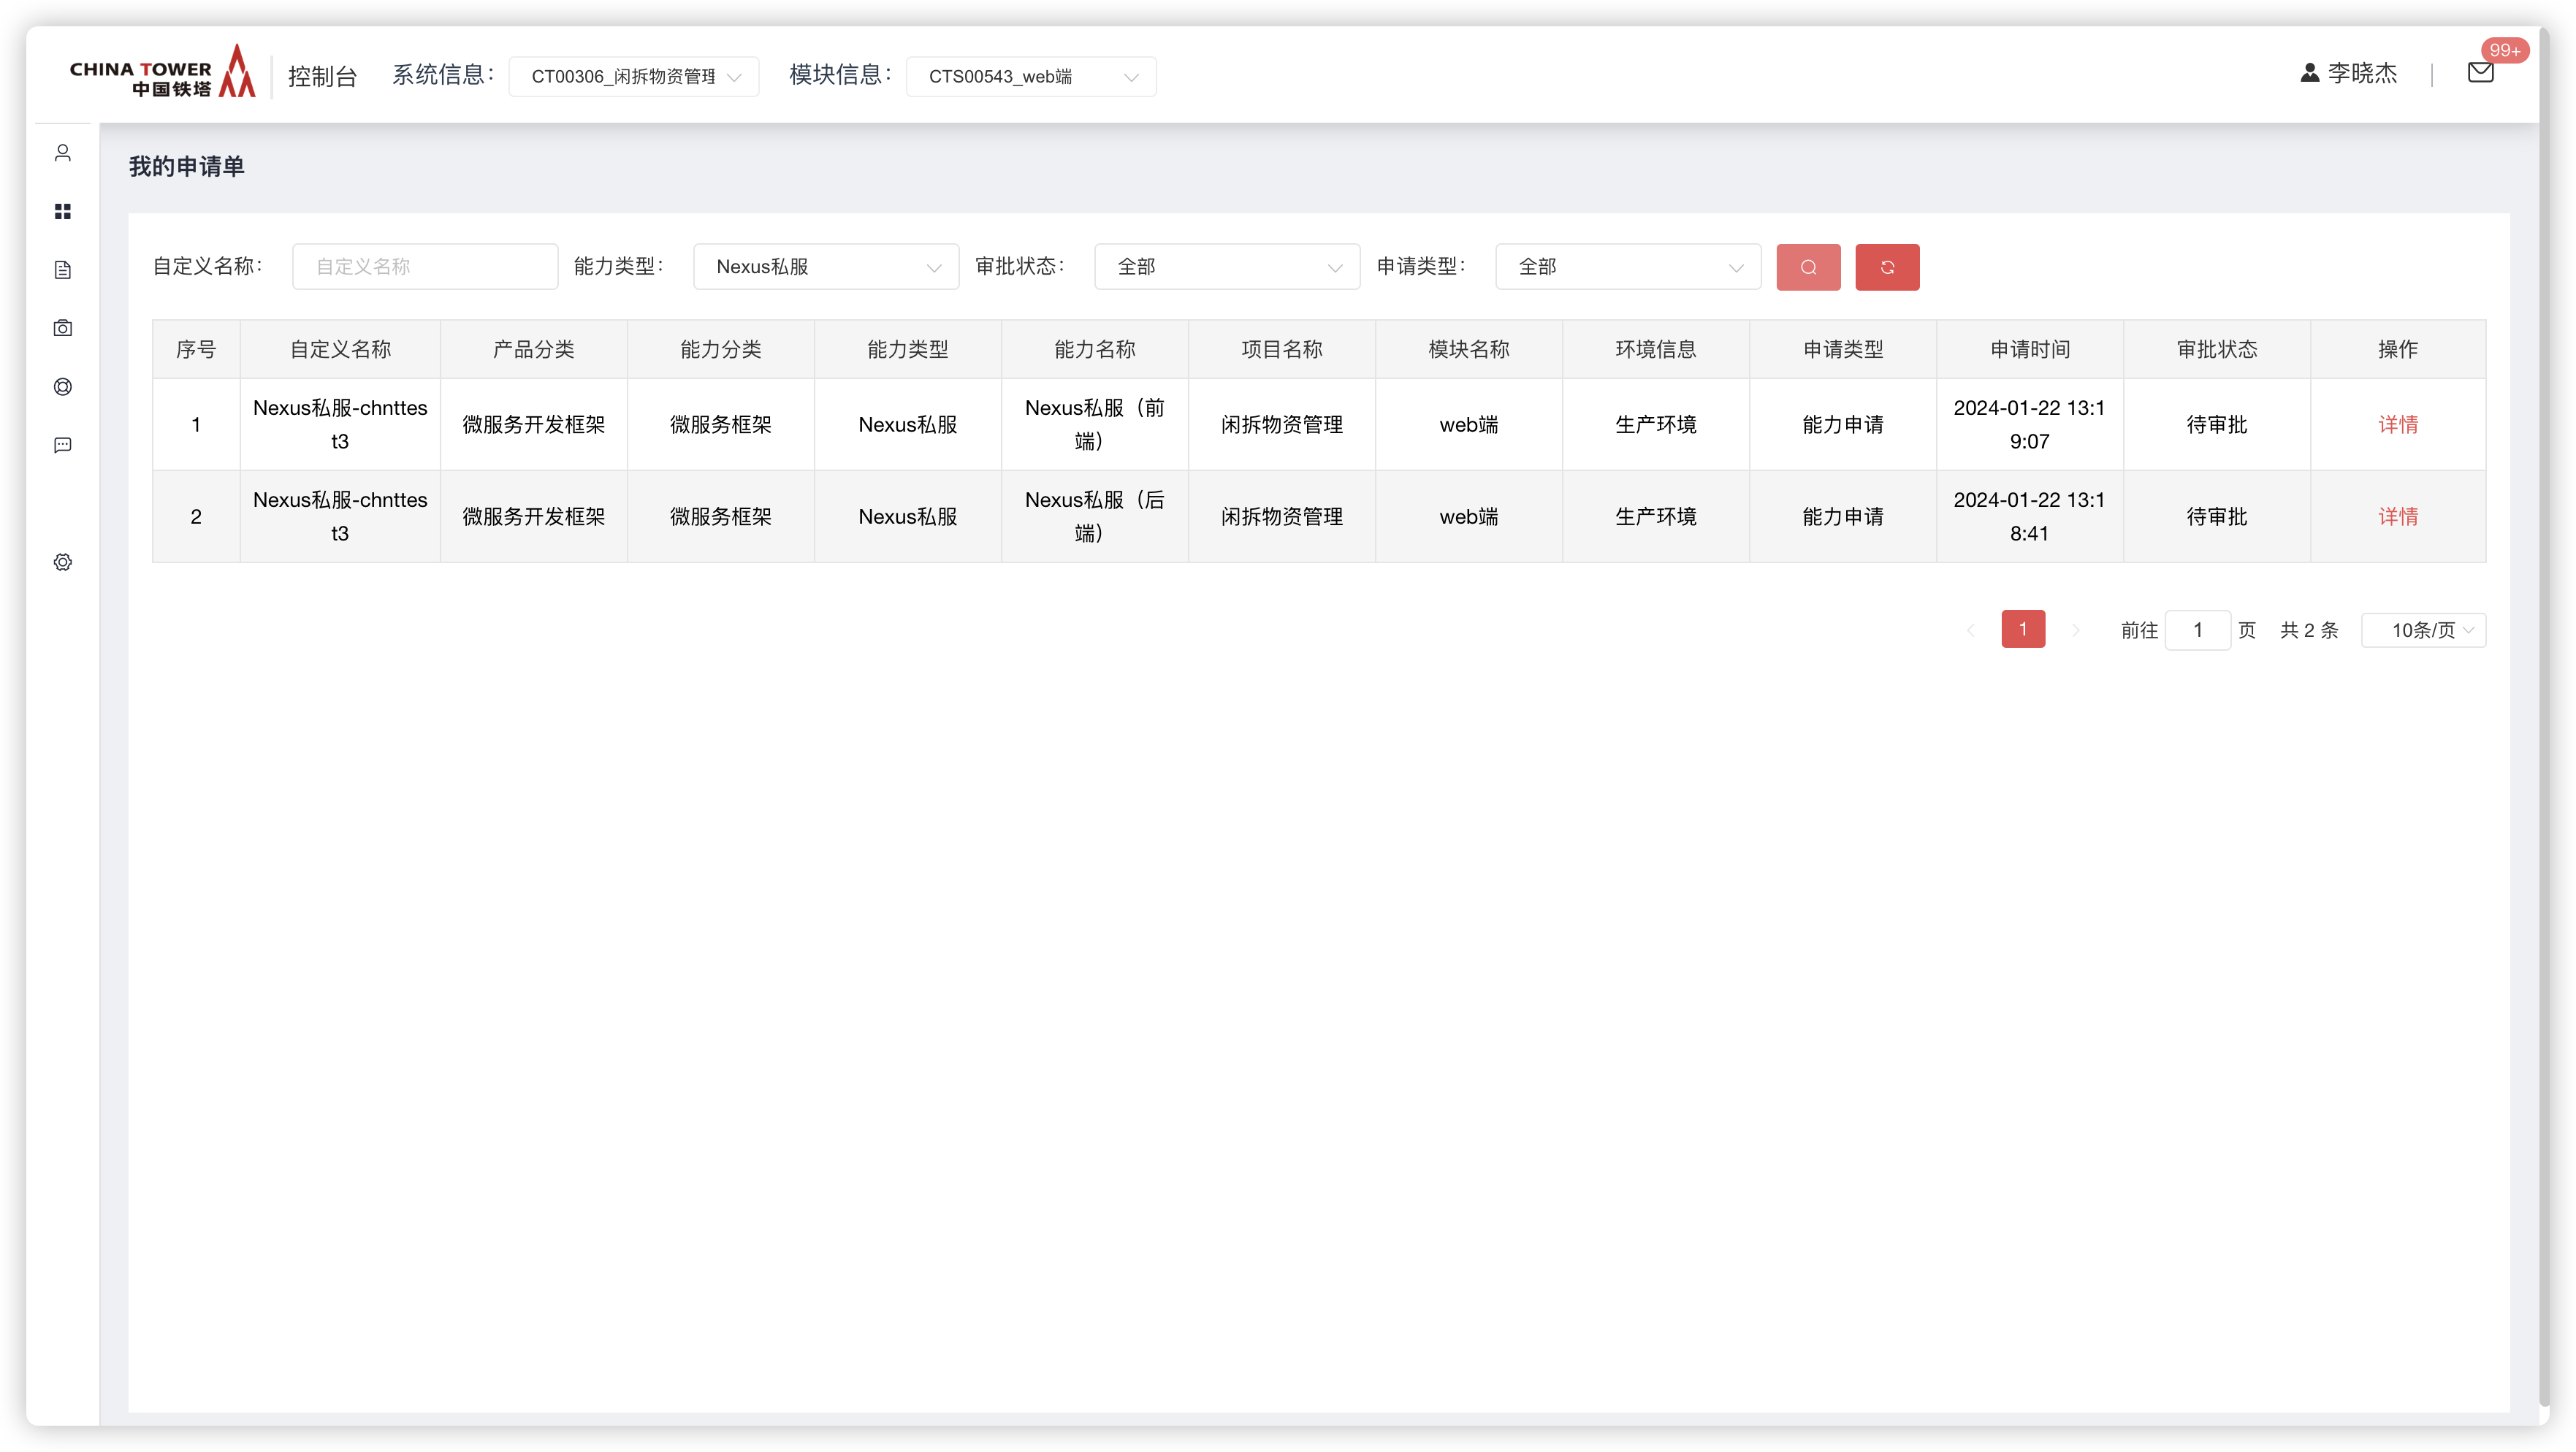 CHINA TOWER
中国铁塔
控制台
系统信息：
CT00306_闲拆物资管理
模块信息：
CTS00543_web端
李晓杰
99+
我的申请单
自定义名称：
自定义名称
能力类型：
Nexus私服
审批状态：
全部
申请类型：
全部
序号 自定义名称 产品分类 能力分类 能力类型 能力名称 项目名称 模块名称 环境信息 申请类型 申请时间 审批状态 操作
1
Nexus私服-chnttes
t3
微服务开发框架
微服务框架
Nexus私服
Nexus私服（前
端）
闲拆物资管理
web端
生产环境
能力申请
2024-01-22 13:1
9:07
待审批
详情
2
Nexus私服-chnttes
t3
微服务开发框架
微服务框架
Nexus私服
Nexus私服（后
端）
闲拆物资管理
web端
生产环境
能力申请
2024-01-22 13:1
8:41
待审批
详情
1
前往 1 页
共 2 条
10条/页